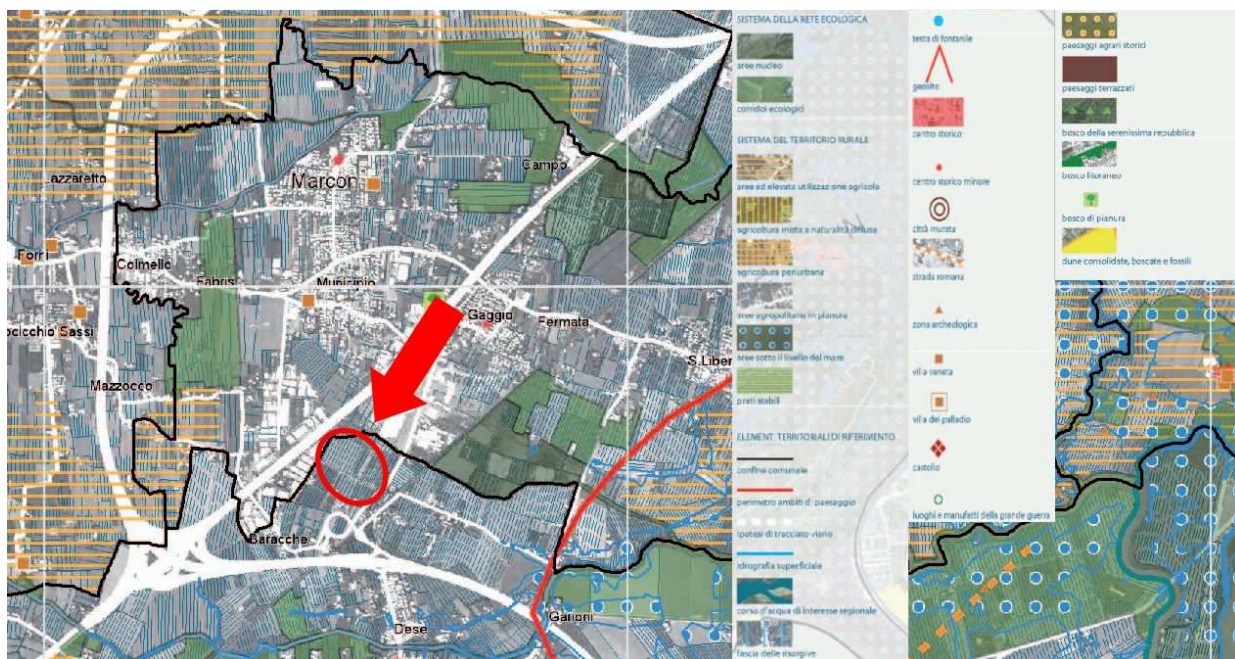 Marcon
Campo
azzaretto
Forni
Colmello
Fabris
Municipio
Gaggio
Fermata
ocicchio Sassi
S.Liber
Mazzocco
Baracche
Dese
SISTEMA DELLA RETE ECOLOGICA
aree nucleo
corridoi ecologici
SISTEMA DEL TERRITORIO RURALE
aree ad elevata utilizzazione agricola
agricoltura mista a naturalità diffusa
agricoltura periurbana
aree agropolitane in pianura
aree sotto il livello del mare
prati stabili
ELEMENTI TERRITORIALI DI RIFERIMENTO
confine comunale
perimetro ambiti di paesaggio
ipotesi di tracciato viario
idrografia superficiale
corso d'acqua di interesse regionale
fascia delle risorgive
testa di fontanile
geosito
centro storico
centro storico minore
città murata
strada romana
zona archeologica
villa veneta
villa del palladio
castello
luoghi e manufatti della grande guerra
paesaggi agrari storici
paesaggi terrazzati
bosco della serenissima repubblica
bosco litoraneo
bosco di pianura
dune consolidate, boscate e fossili